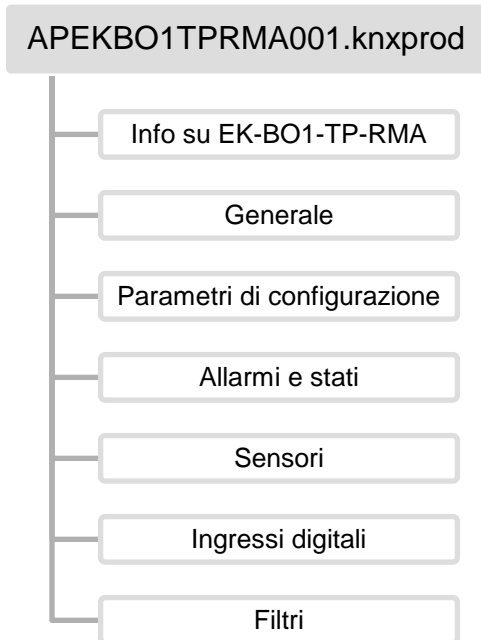 APEKBO1TPRMA001.knxprod
Info su EK-BO1-TP-RMA
Generale
Parametri di configurazione
Allarmi e stati
Sensori
Ingressi digitali
Filtri